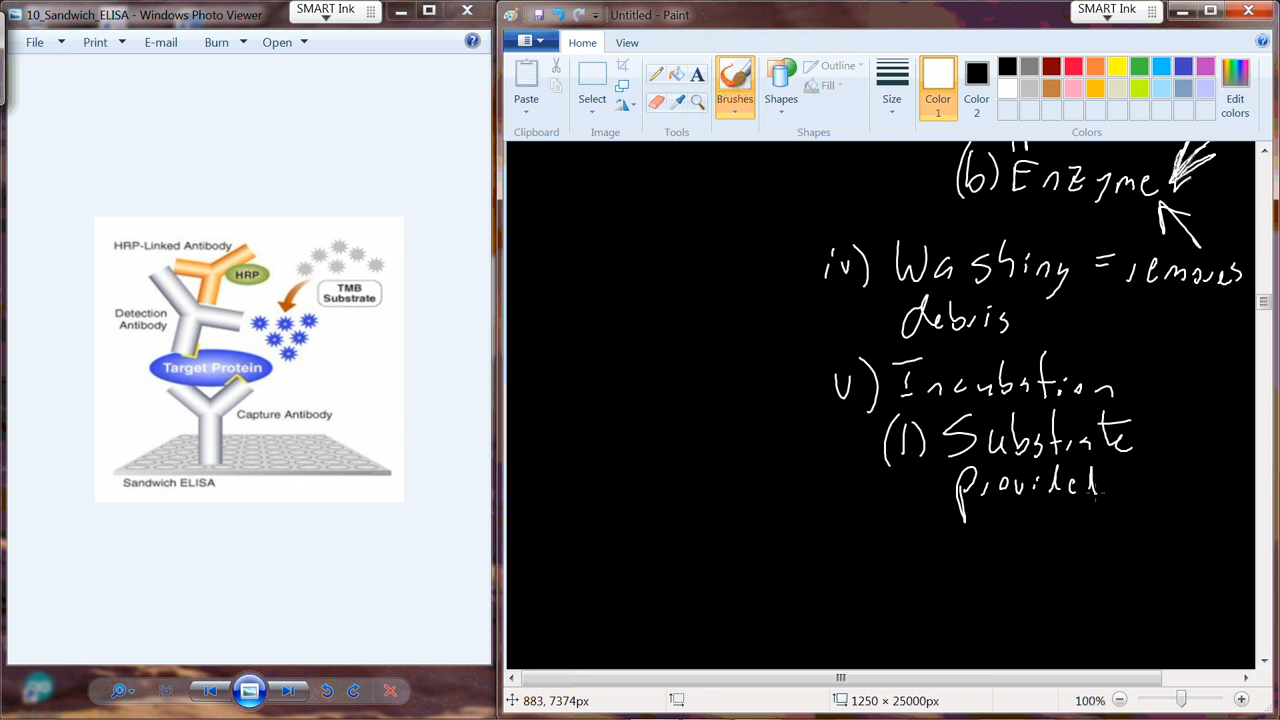 10_Sandwich_ELISA - Windows Photo Viewer
SMART Ink
File Print E-mail Burn Open
HRP-Linked Antibody
HRP
TMB
Substrate
Detection
Antibody
Target Protein
Capture Antibody
Sandwich ELISA
Untitled - Paint
SMART Ink
Home View
Paste
Select
Brushes
Shapes
Outline
Fill
Size
Color
1
Color
2
Edit
colors
Clipboard Image Tools Shapes Colors
(b) Enzyme
iv) Washing = removes
debris
v) Incubation
(1) Substrate
provided
883, 7374px
1250 × 25000px
100%